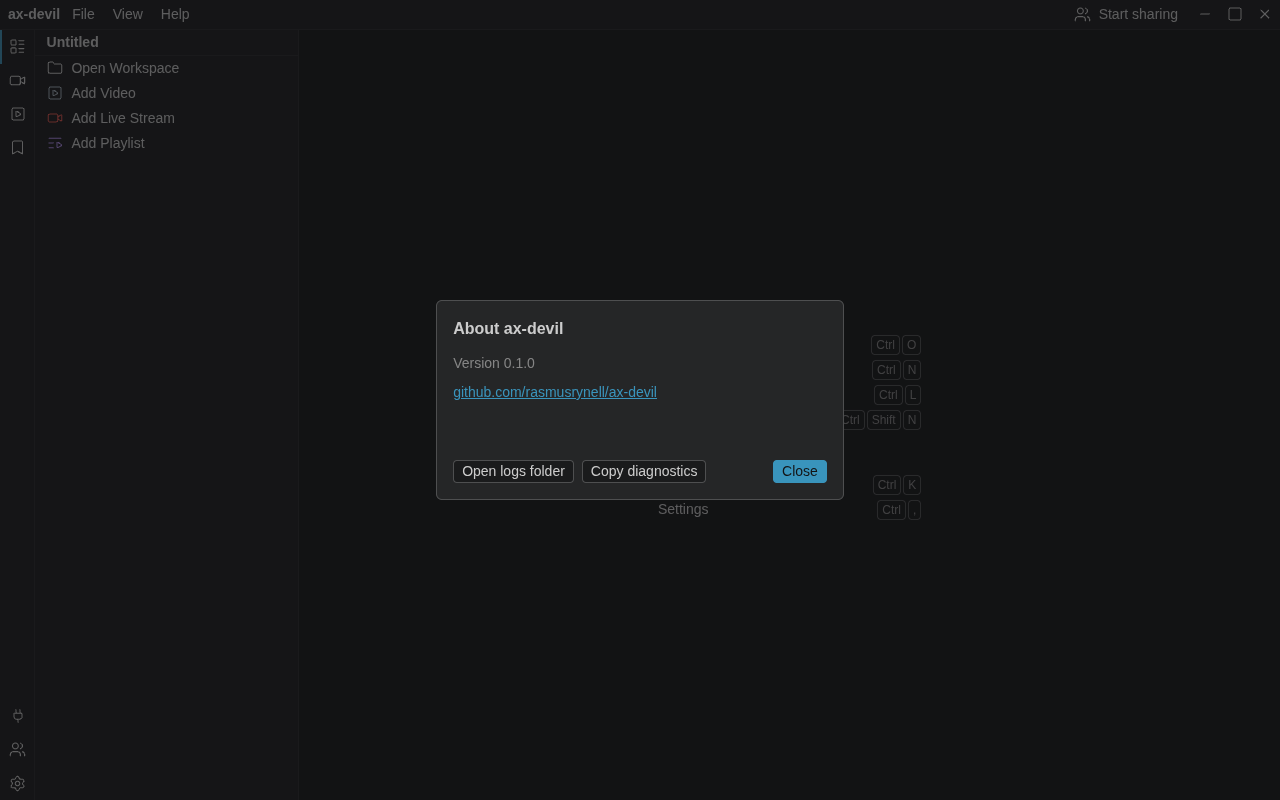 ax-devil File View Help Start sharing
Untitled
Open Workspace
Add Video
Add Live Stream
Add Playlist
About ax-devil
Version 0.1.0
github.com/rasmusrynell/ax-devil
Open logs folder Copy diagnostics Close
Ctrl O
Ctrl N
Ctrl L
Ctrl Shift N
Ctrl K
Settings Ctrl ,